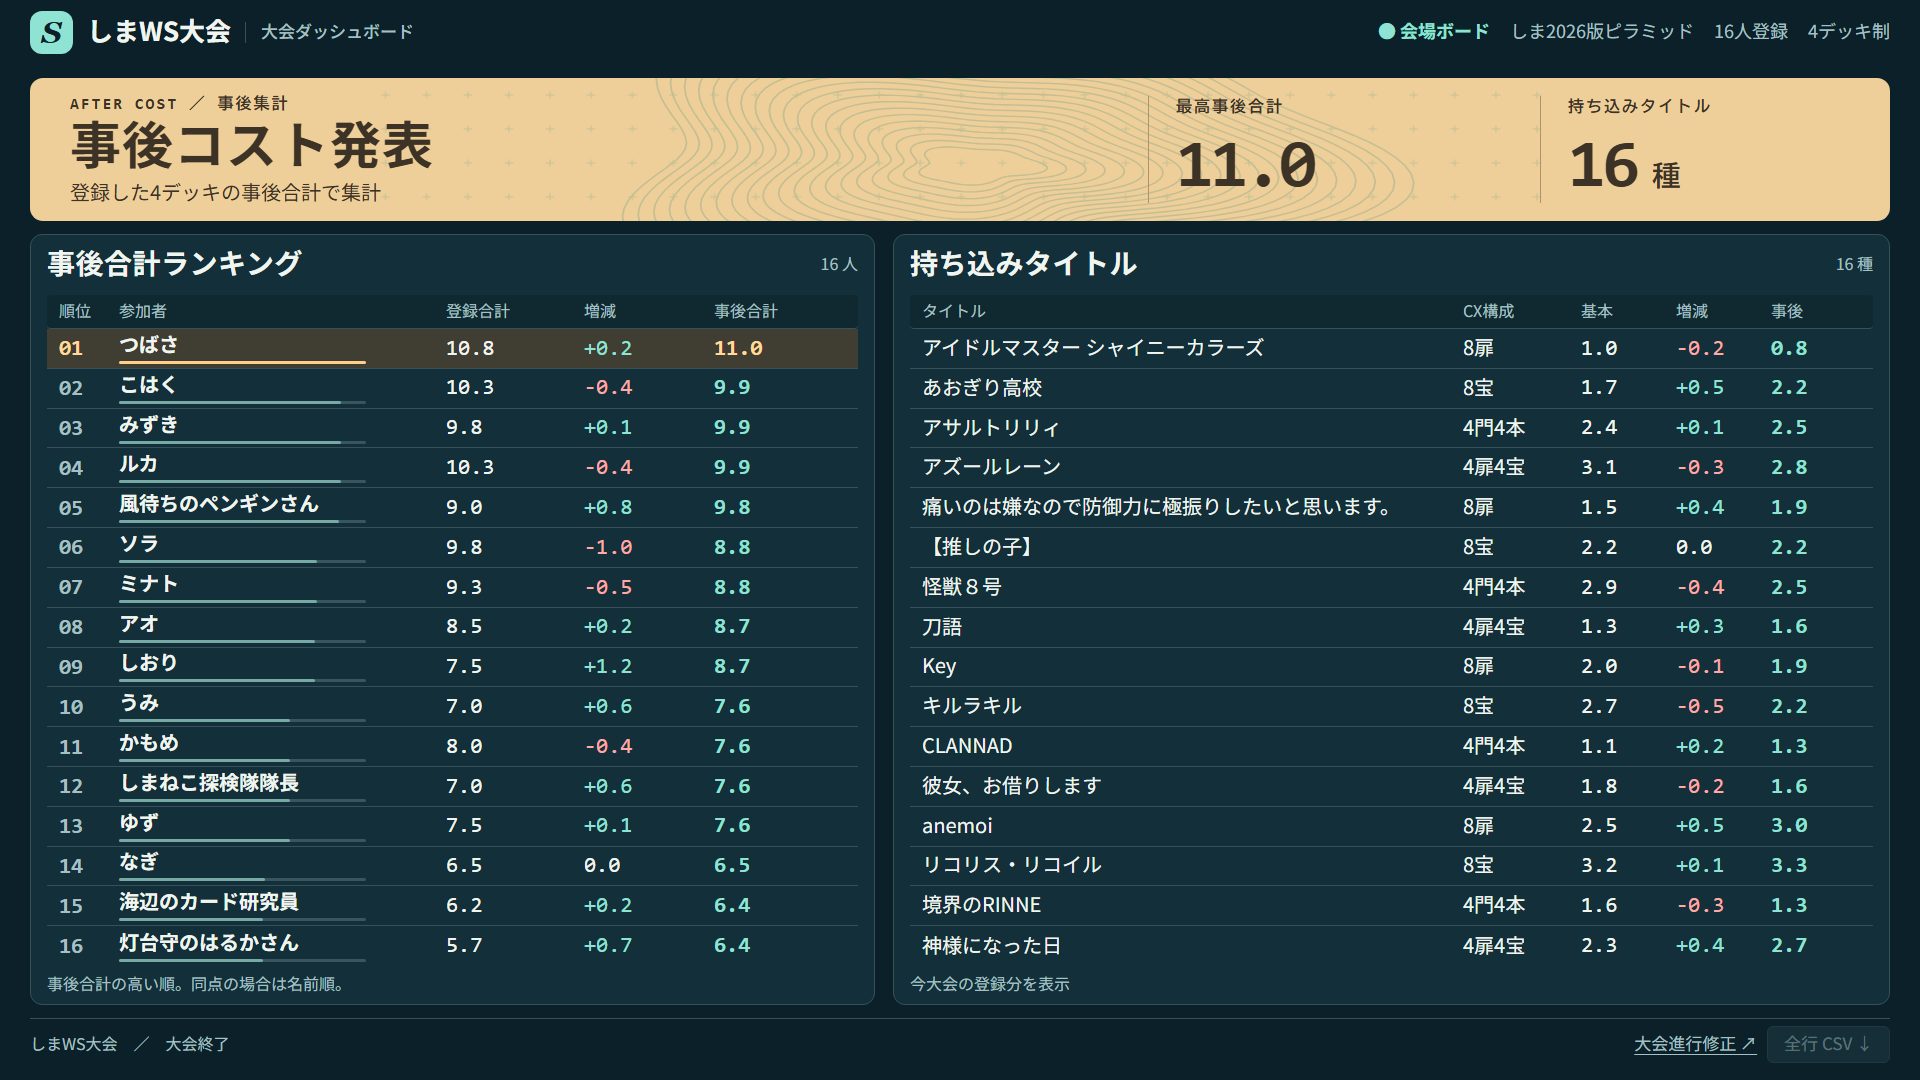 S しまWS大会 大会ダッシュボード
●会場ボード しま2026版ピラミッド 16人登録 4デッキ制
AFTER COST ／ 事後集計
事後コスト発表
登録した4デッキの事後合計で集計
最高事後合計
11.0
持ち込みタイトル
16 種
事後合計ランキング 16 人
順位 参加者 登録合計 増減 事後合計
01 つばさ 10.8 +0.2 11.0
02 こはく 10.3 -0.4 9.9
03 みずき 9.8 +0.1 9.9
04 ルカ 10.3 -0.4 9.9
05 風待ちのペンギンさん 9.0 +0.8 9.8
06 ソラ 9.8 -1.0 8.8
07 ミナト 9.3 -0.5 8.8
08 アオ 8.5 +0.2 8.7
09 しおり 7.5 +1.2 8.7
10 うみ 7.0 +0.6 7.6
11 かもめ 8.0 -0.4 7.6
12 しまねこ探検隊隊長 7.0 +0.6 7.6
13 ゆず 7.5 +0.1 7.6
14 なぎ 6.5 0.0 6.5
15 海辺のカード研究員 6.2 +0.2 6.4
16 灯台守のはるかさん 5.7 +0.7 6.4
事後合計の高い順。同点の場合は名前順。
持ち込みタイトル 16 種
タイトル CX構成 基本 増減 事後
アイドルマスター シャイニーカラーズ 8扉 1.0 -0.2 0.8
あおぎり高校 8宝 1.7 +0.5 2.2
アサルトリリィ 4門4本 2.4 +0.1 2.5
アズールレーン 4扉4宝 3.1 -0.3 2.8
痛いのは嫌なので防御力に極振りしたいと思います。 8扉 1.5 +0.4 1.9
【推しの子】 8宝 2.2 0.0 2.2
怪獣８号 4門4本 2.9 -0.4 2.5
刀語 4扉4宝 1.3 +0.3 1.6
Key 8扉 2.0 -0.1 1.9
キルラキル 8宝 2.7 -0.5 2.2
CLANNAD 4門4本 1.1 +0.2 1.3
彼女、お借りします 4扉4宝 1.8 -0.2 1.6
anemoi 8扉 2.5 +0.5 3.0
リコリス・リコイル 8宝 3.2 +0.1 3.3
境界のRINNE 4門4本 1.6 -0.3 1.3
神様になった日 4扉4宝 2.3 +0.4 2.7
今大会の登録分を表示
しまWS大会 ／ 大会終了
大会進行修正 ↗ 全行 CSV ↓